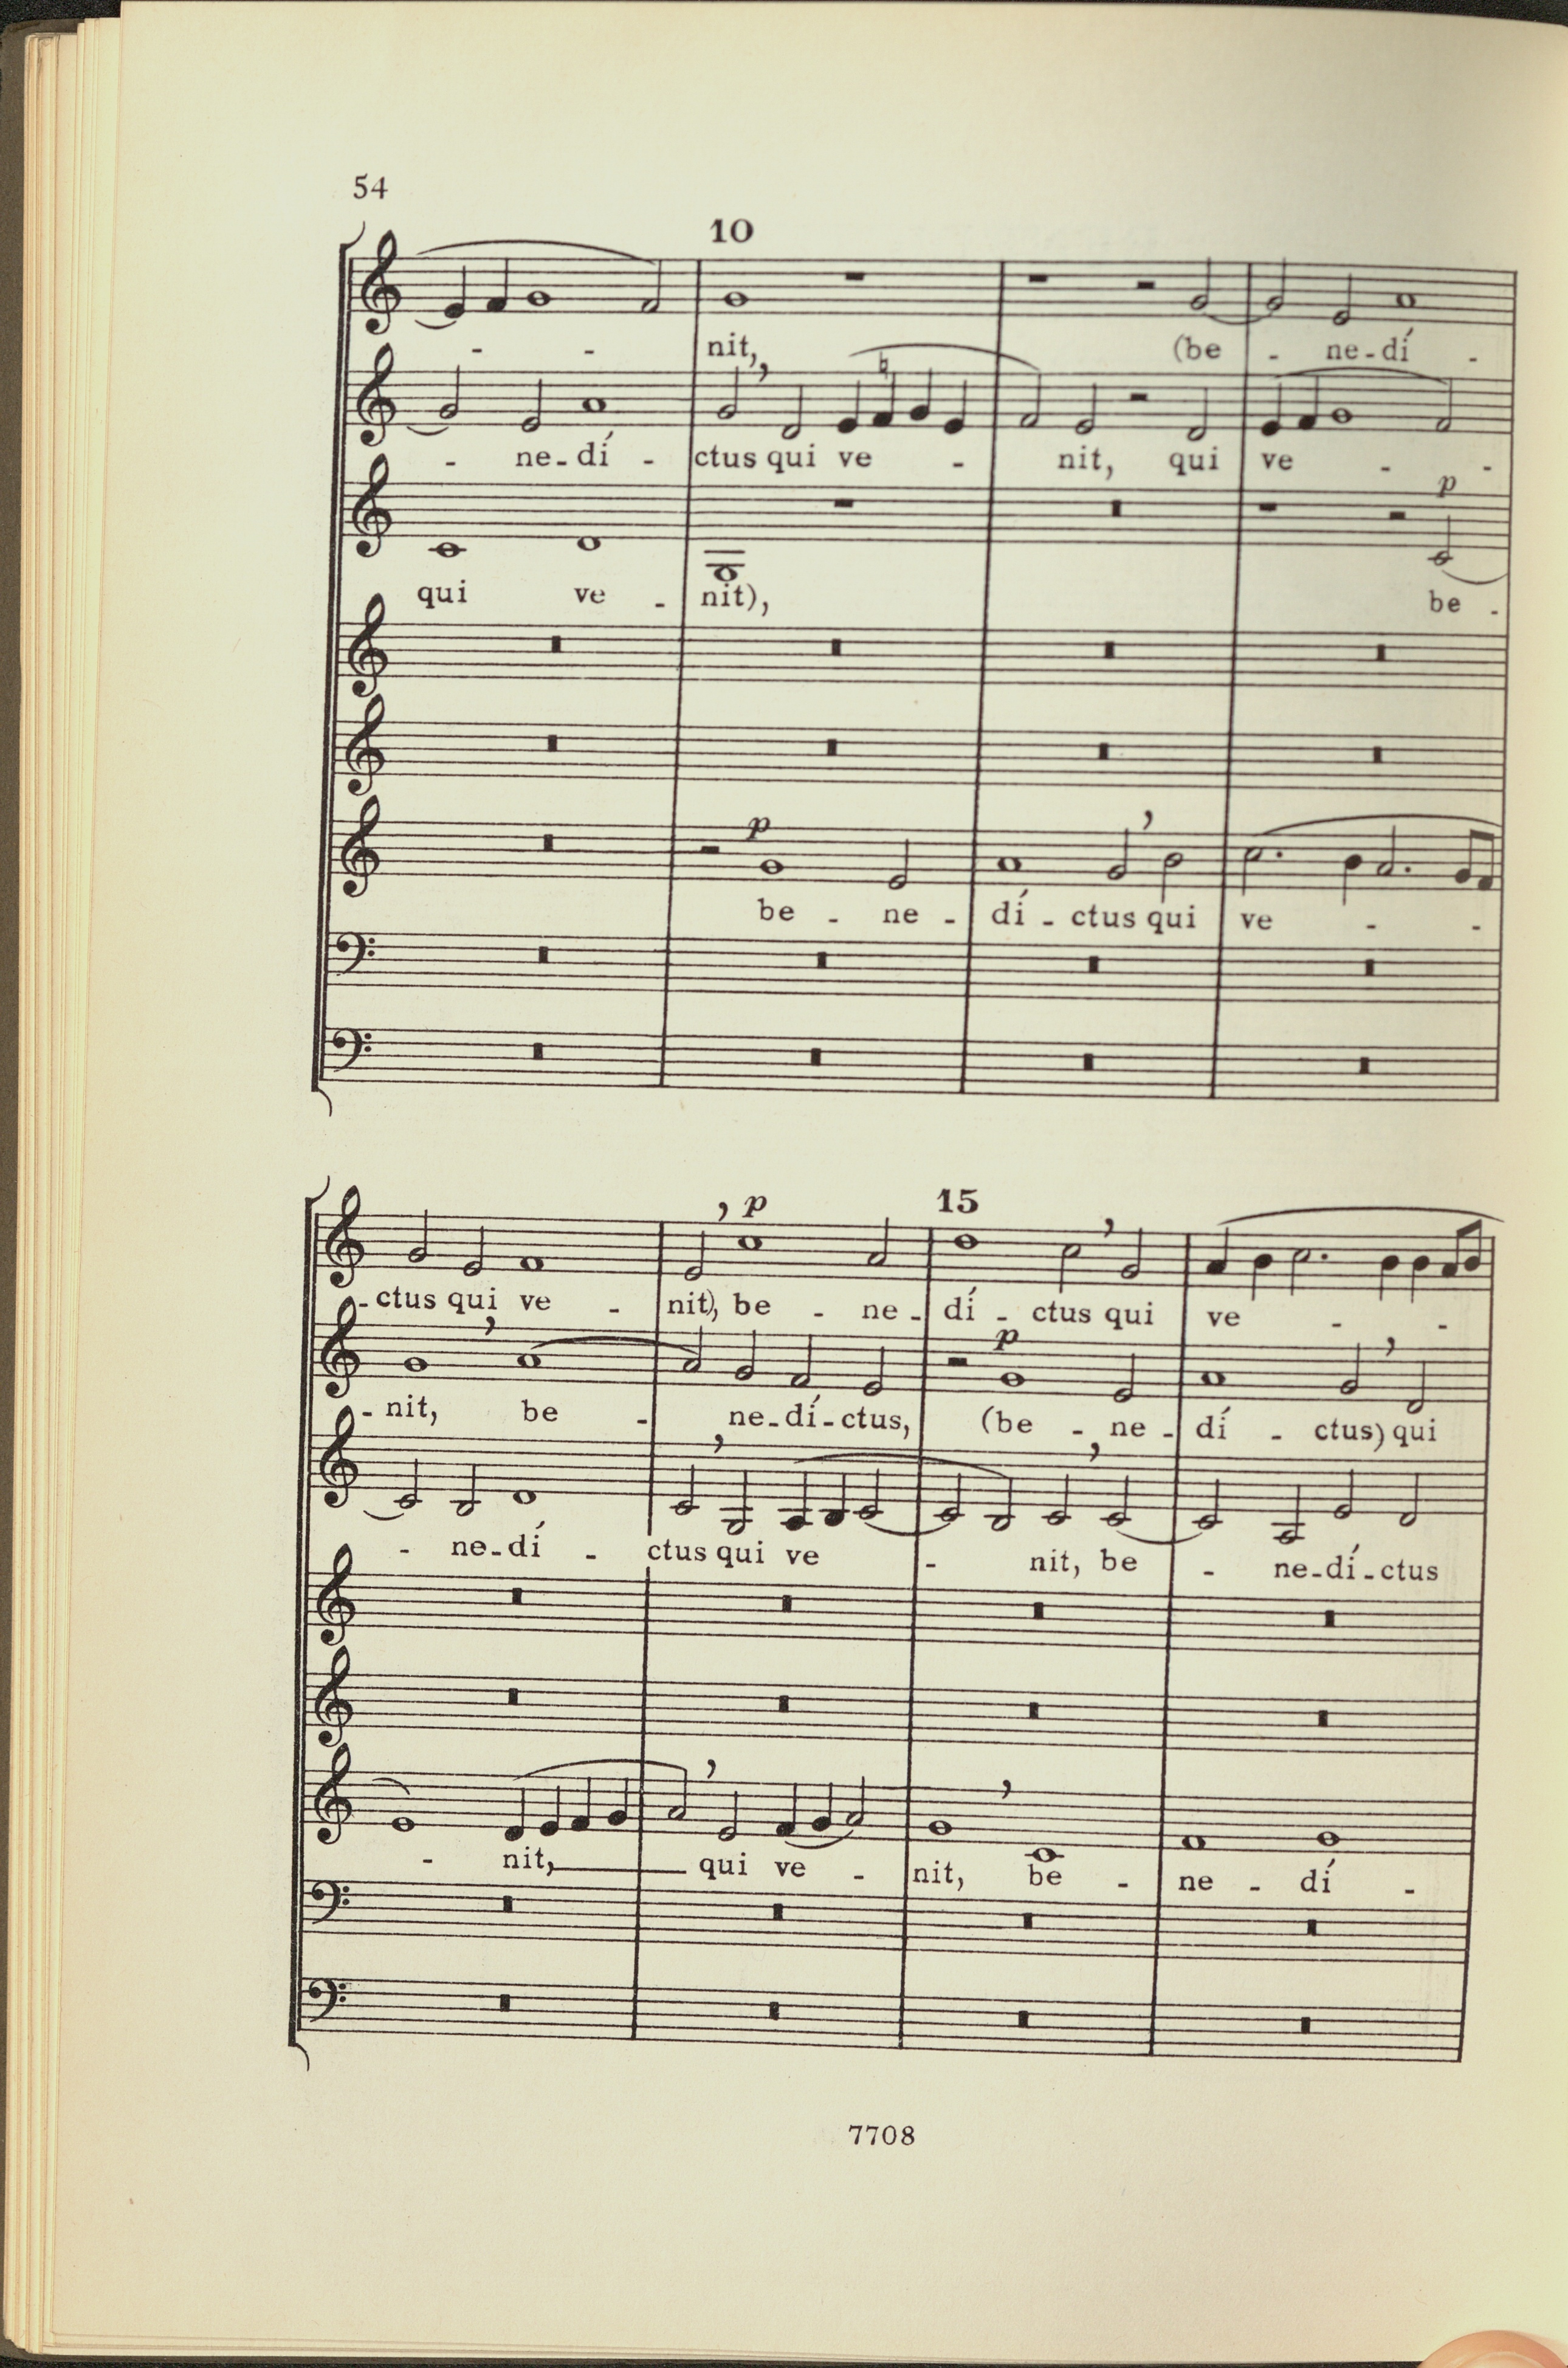 54
10
- - nit, (be - ne-dí -
- ne-dí - ctus qui ve - nit, qui ve - -
p
qui ve - nit), be -
p
be - ne - dí - ctus qui ve - -
p
15
-ctus qui ve - nit), be - ne - dí - ctus qui ve - -
p
- nit, be - ne-dí-ctus, (be - ne - dí - ctus) qui
- ne-dí - ctus qui ve - nit, be - ne-dí-ctus
- nit, qui ve - nit, be - ne - dí -
7708